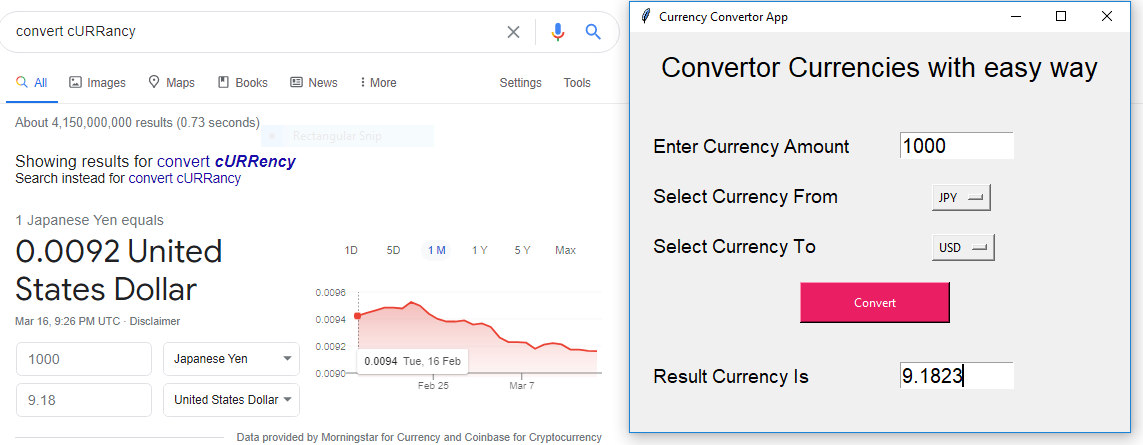 convert cURRancy
All
Images
Maps
Books
News
More
Settings
Tools
About 4,150,000,000 results (0.73 seconds)
Rectangular Snip
Showing results for convert cURRency
Search instead for convert cURRancy
1 Japanese Yen equals
0.0092 United
States Dollar
Mar 16, 9:26 PM UTC · Disclaimer
1000
Japanese Yen
9.18
United States Dollar
1D
5D
1 M
1 Y
5 Y
Max
0.0096
0.0094
0.0092
0.0090
0.0094 Tue, 16 Feb
Feb 25
Mar 7
Data provided by Morningstar for Currency and Coinbase for Cryptocurrency
Currency Convertor App
Convertor Currencies with easy way
Enter Currency Amount
1000
Select Currency From
JPY
Select Currency To
USD
Convert
Result Currency Is
9.1823